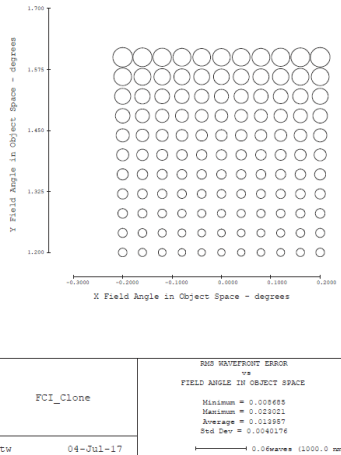 1.700
1.575
1.450
1.325
1.200
Y Field Angle in Object Space - degrees
-0.3000 -0.2000 -0.1000 0.0000 0.1000 0.2000
X Field Angle in Object Space - degrees
FCI_Clone
tw 04-Jul-17
RMS WAVEFRONT ERROR
vs
FIELD ANGLE IN OBJECT SPACE
Minimum = 0.008685
Maximum = 0.023021
Average = 0.013987
Std Dev = 0.0040176
0.06waves (1000.0 nm